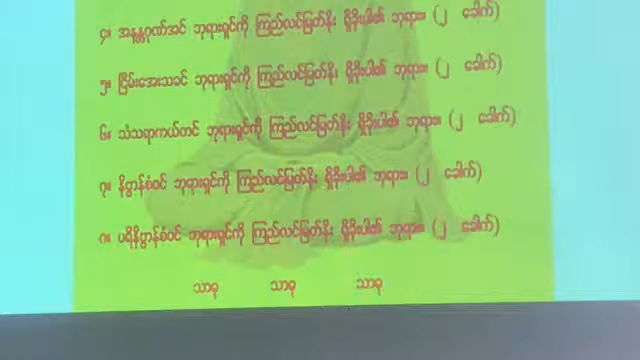 ၄။ အနန္တဂုဏ်အင် ဘုရားရှင်ကို ကြည်လင်မြတ်နိုး ရှိခိုးပါ၏ ဘုရား။ (၂ ခေါက်)
၅။ ငြိမ်းအေးသခင် ဘုရားရှင်ကို ကြည်လင်မြတ်နိုး ရှိခိုးပါ၏ ဘုရား။ (၂ ခေါက်)
၆။ သံသရာကယ်တင် ဘုရားရှင်ကို ကြည်လင်မြတ်နိုး ရှိခိုးပါ၏ ဘုရား။ (၂ ခေါက်)
၇။ နိဗ္ဗာန်စံဝင် ဘုရားရှင်ကို ကြည်လင်မြတ်နိုး ရှိခိုးပါ၏ ဘုရား။ (၂ ခေါက်)
၈။ ပရိနိဗ္ဗာန်စံဝင် ဘုရားရှင်ကို ကြည်လင်မြတ်နိုး ရှိခိုးပါ၏ ဘုရား။ (၂ ခေါက်)
သာဓု သာဓု သာဓု